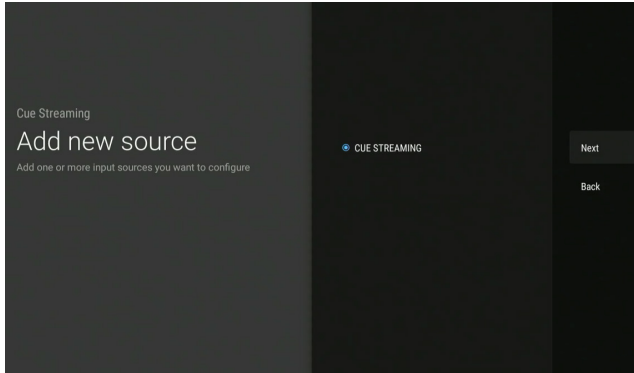 Cue Streaming
Add new source
Add one or more input sources you want to configure
CUE STREAMING
Next
Back